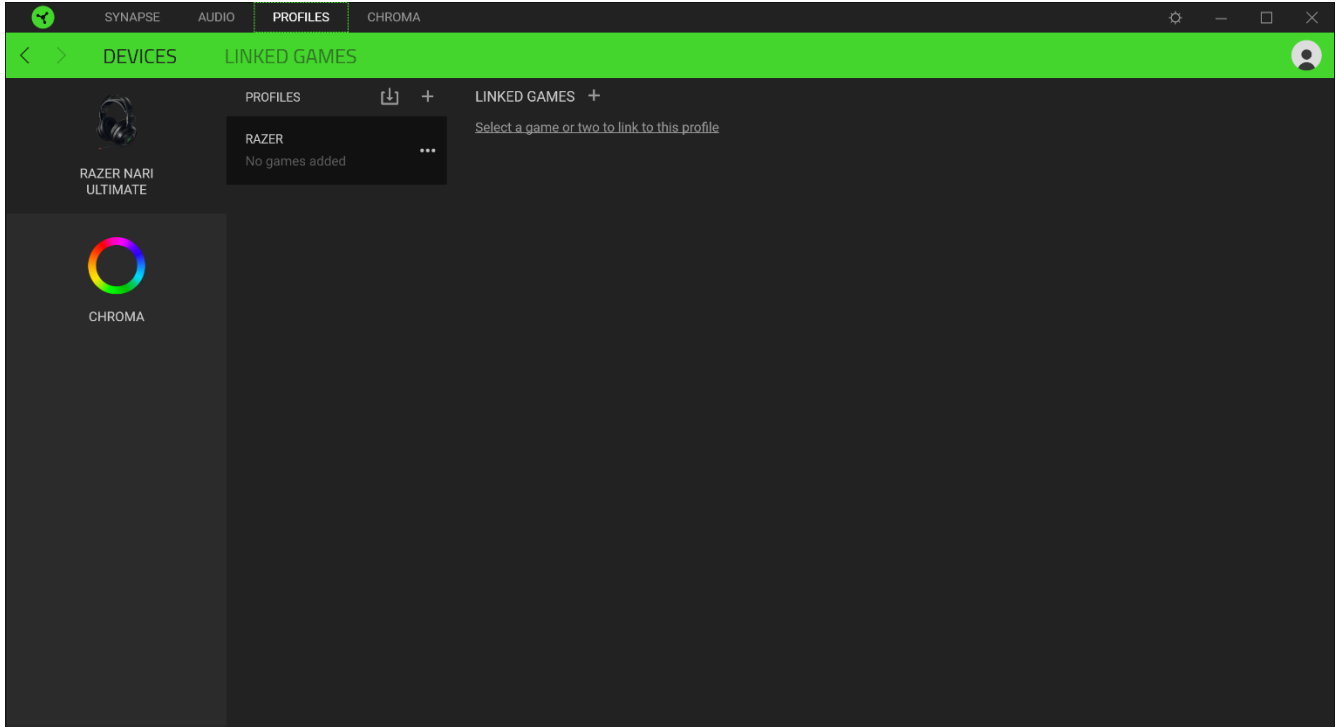 SYNAPSE AUDIO PROFILES CHROMA
DEVICES LINKED GAMES
PROFILES
RAZER
No games added
LINKED GAMES
Select a game or two to link to this profile
RAZER NARI
ULTIMATE
CHROMA